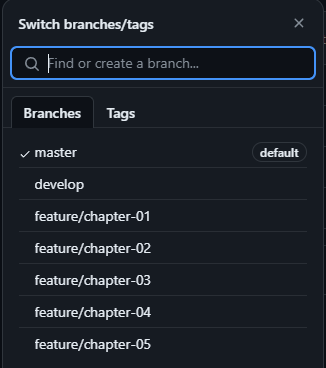 Switch branches/tags
Find or create a branch...
Branches
Tags
master
default
develop
feature/chapter-01
feature/chapter-02
feature/chapter-03
feature/chapter-04
feature/chapter-05